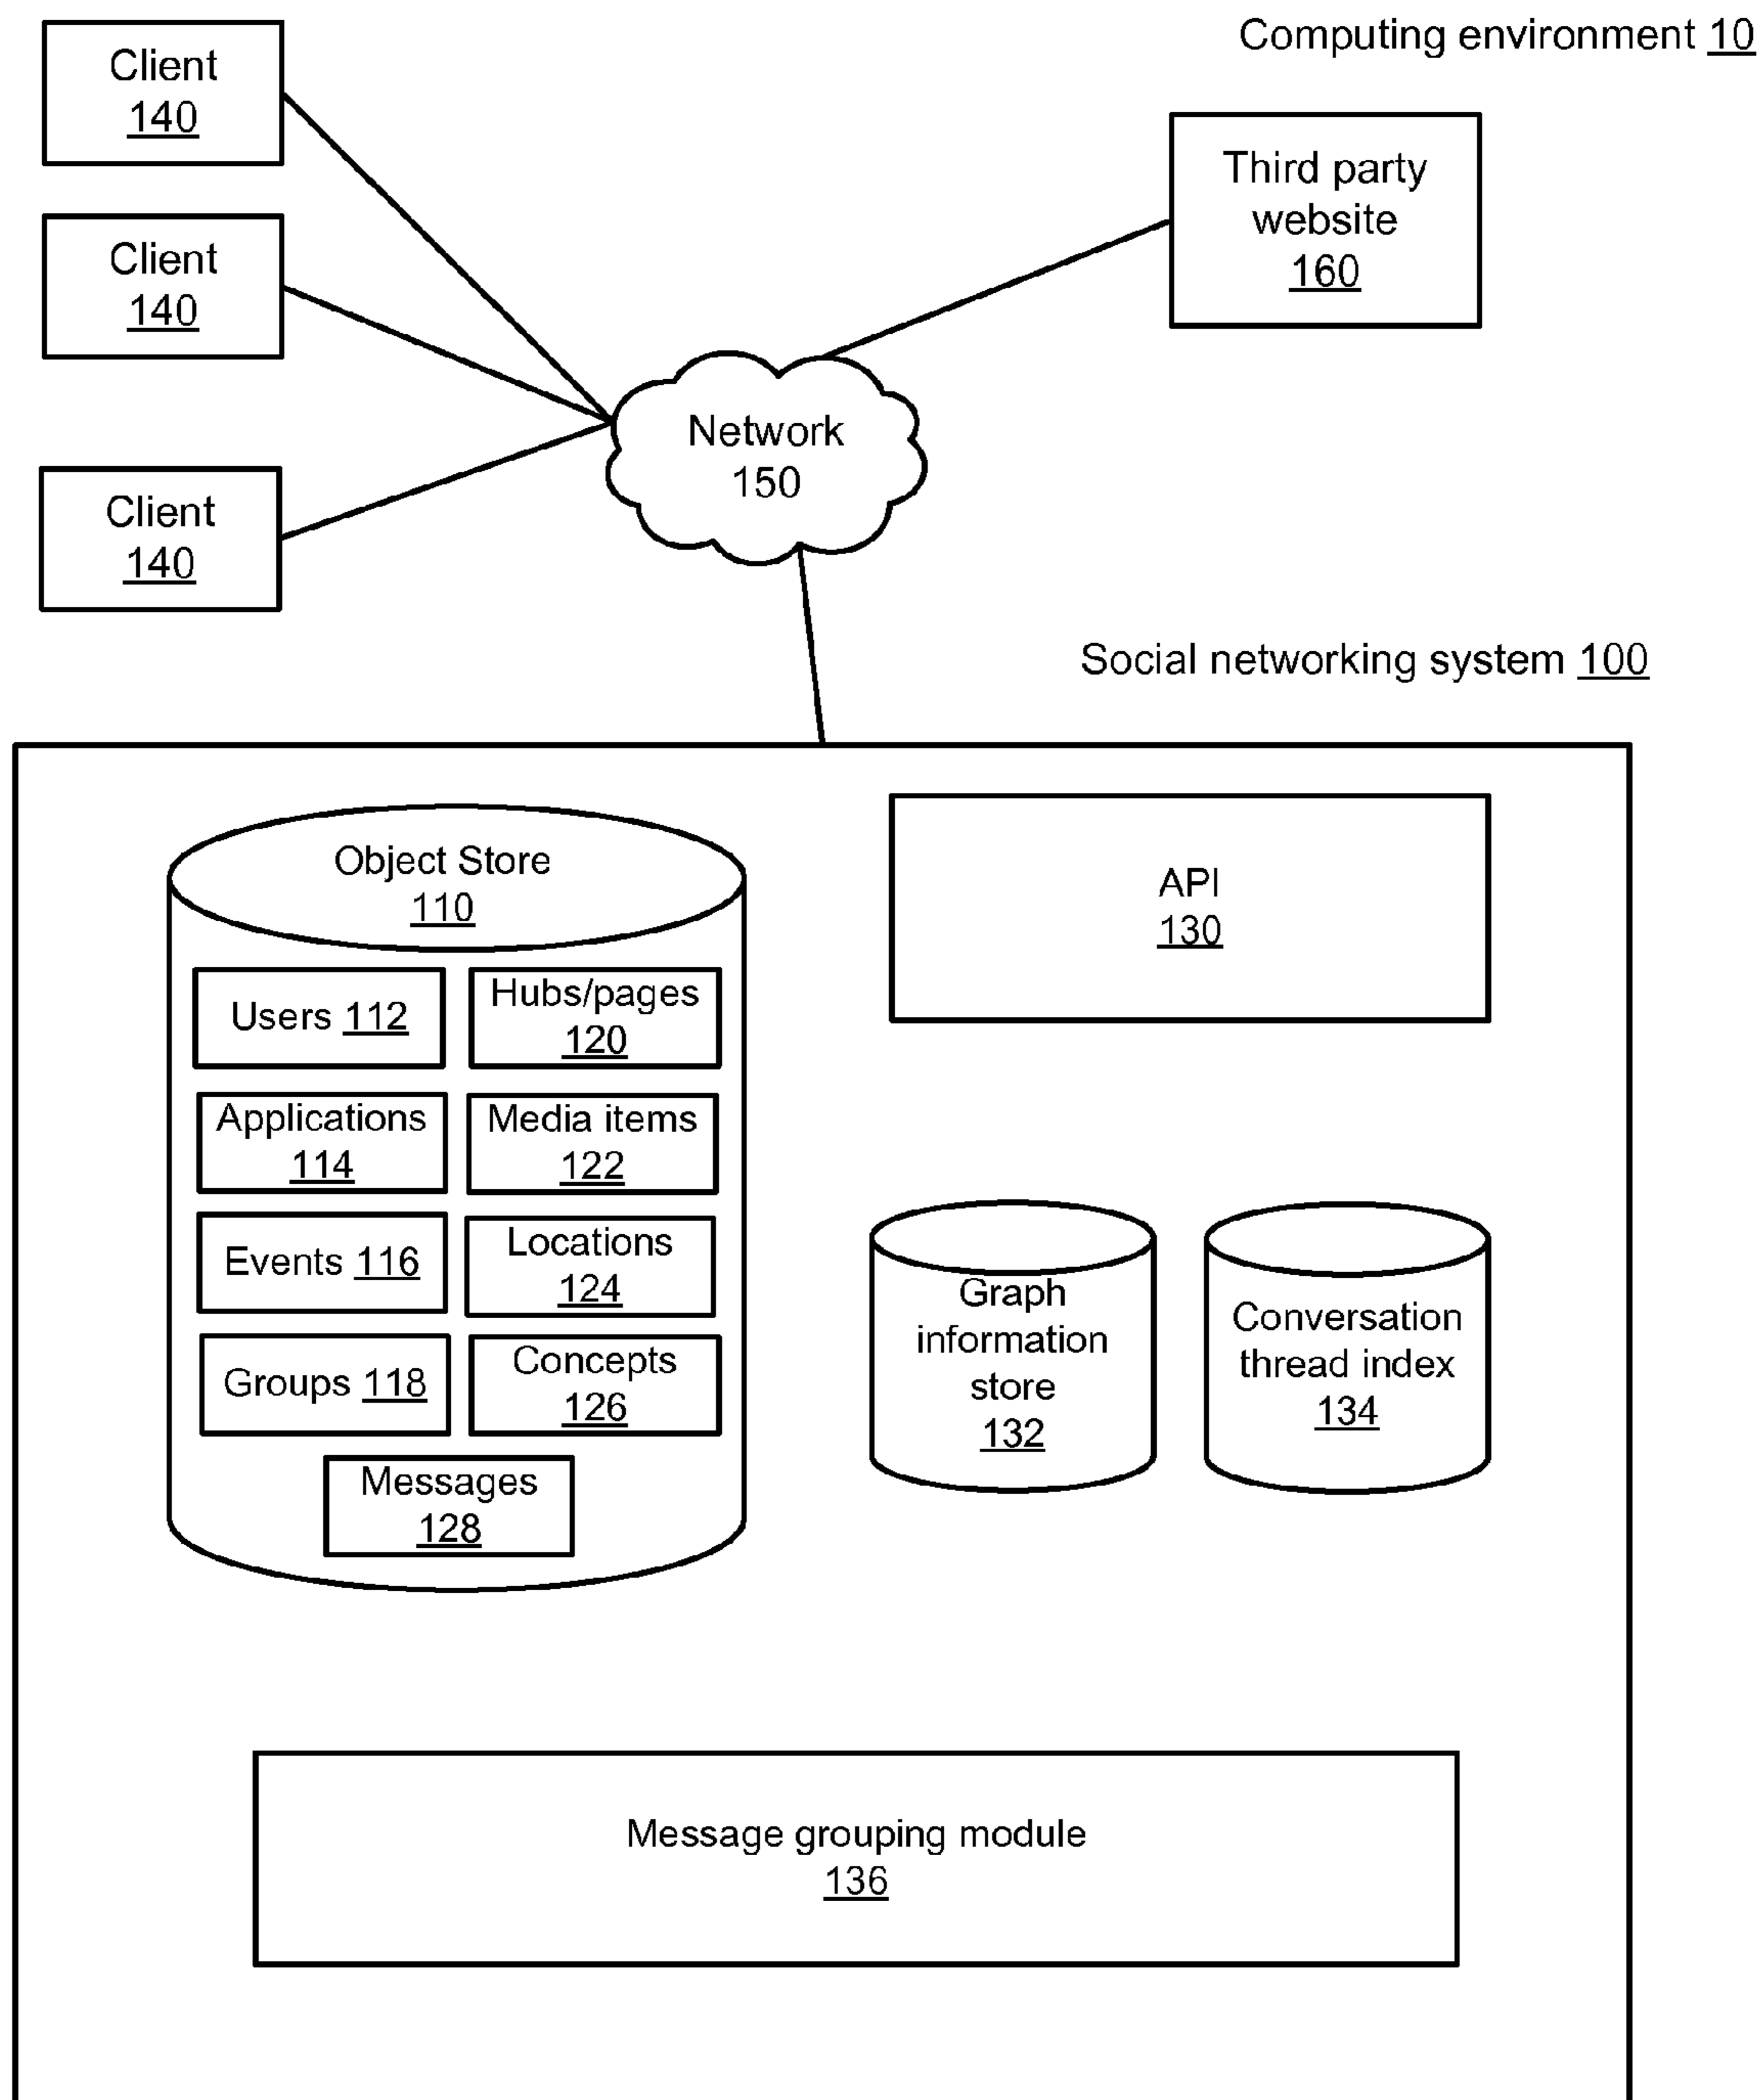 Computing environment 10
Client
140
Client
140
Client
140
Third party
website
160
Network
150
Social networking system 100
Object Store
110
Users 112
Hubs/pages
120
Applications
114
Media items
122
Events 116
Locations
124
Groups 118
Concepts
126
Messages
128
API
130
Graph
information
store
132
Conversation
thread index
134
Message grouping module
136